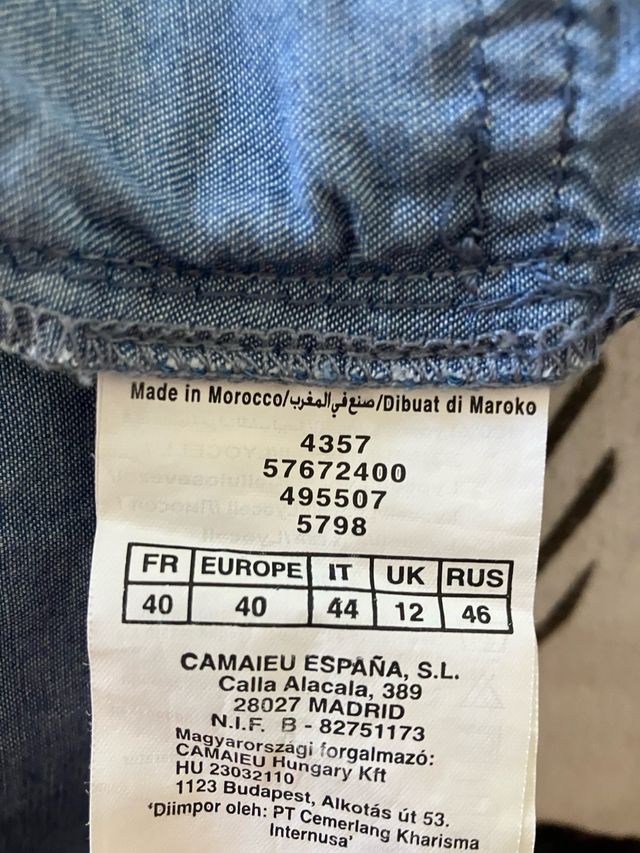 Made in Morocco/صنع في المغرب/Dibuat di Maroko
4357
57672400
495507
5798
FR EUROPE IT UK RUS
40 40 44 12 46
CAMAIEU ESPAÑA, S.L.
Calla Alacala, 389
28027 MADRID
N.I.F. B - 82751173
Magyarországi forgalmazó:
CAMAIEU Hungary Kft
HU 23032110
1123 Budapest, Alkotás út 53.
'Diimpor oleh: PT Cemerlang Kharisma
Internusa'